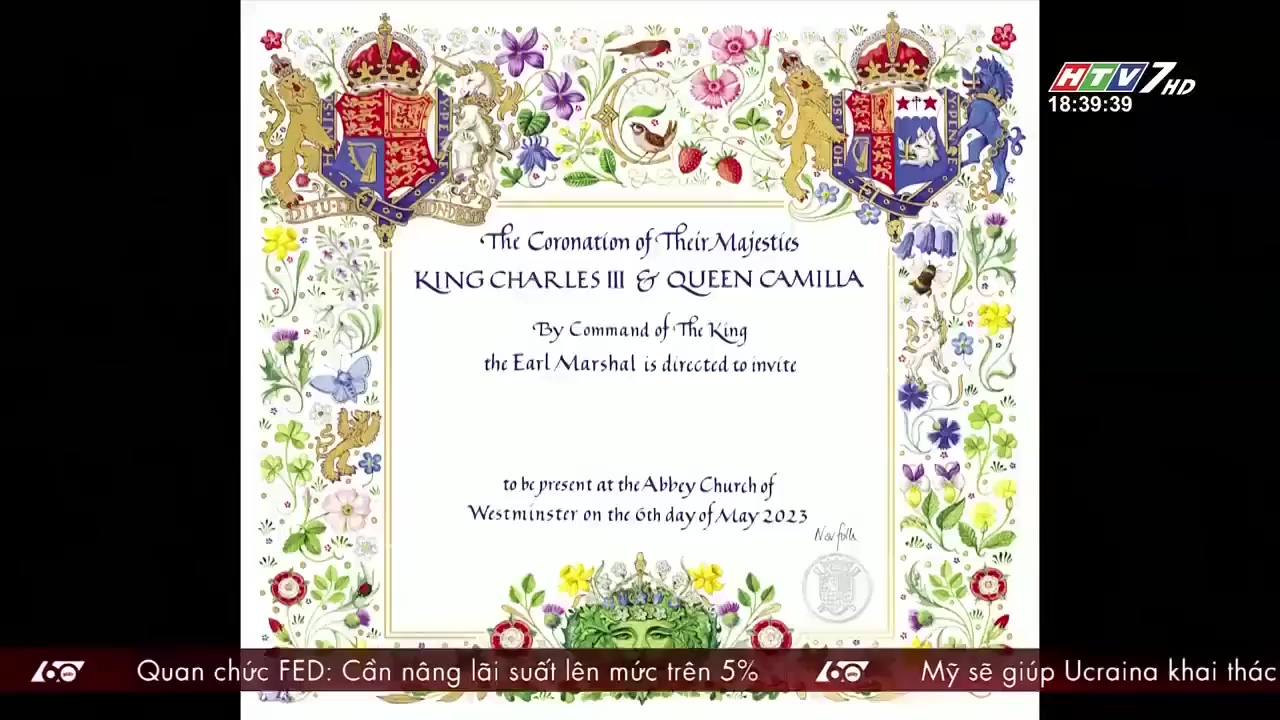 HTV7 HD
18:39:39
DIEU ET
The Coronation of Their Majesties
KING CHARLES III & QUEEN CAMILLA
By Command of The King
the Earl Marshal is directed to invite
to be present at the Abbey Church of
Westminster on the 6th day of May 2023
Norfolk
60 Quan chức FED: Cần nâng lãi suất lên mức trên 5% 60 Mỹ sẽ giúp Ucraina khai thác